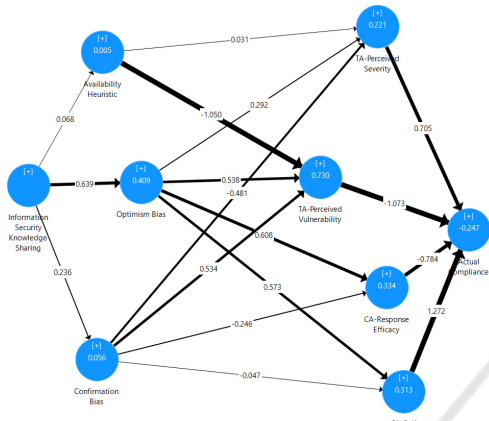 [+]
0.221
TA-Perceived
Severity
[+]
0.005
Availability
Heuristic
0.031
0.068
0.292
-1.050
0.705
[+]
Information
Security
Knowledge
Sharing
0.639
[+]
0.409
Optimism Bias
0.538
-0.481
[+]
0.730
TA-Perceived
Vulnerability
-1.073
[+]
-0.247
Actual
Compliance
0.236
0.608
0.534
0.573
-0.784
[+]
0.334
CA-Response
Efficacy
1.272
-0.246
[+]
0.056
Confirmation
Bias
-0.047
[+]
0.313